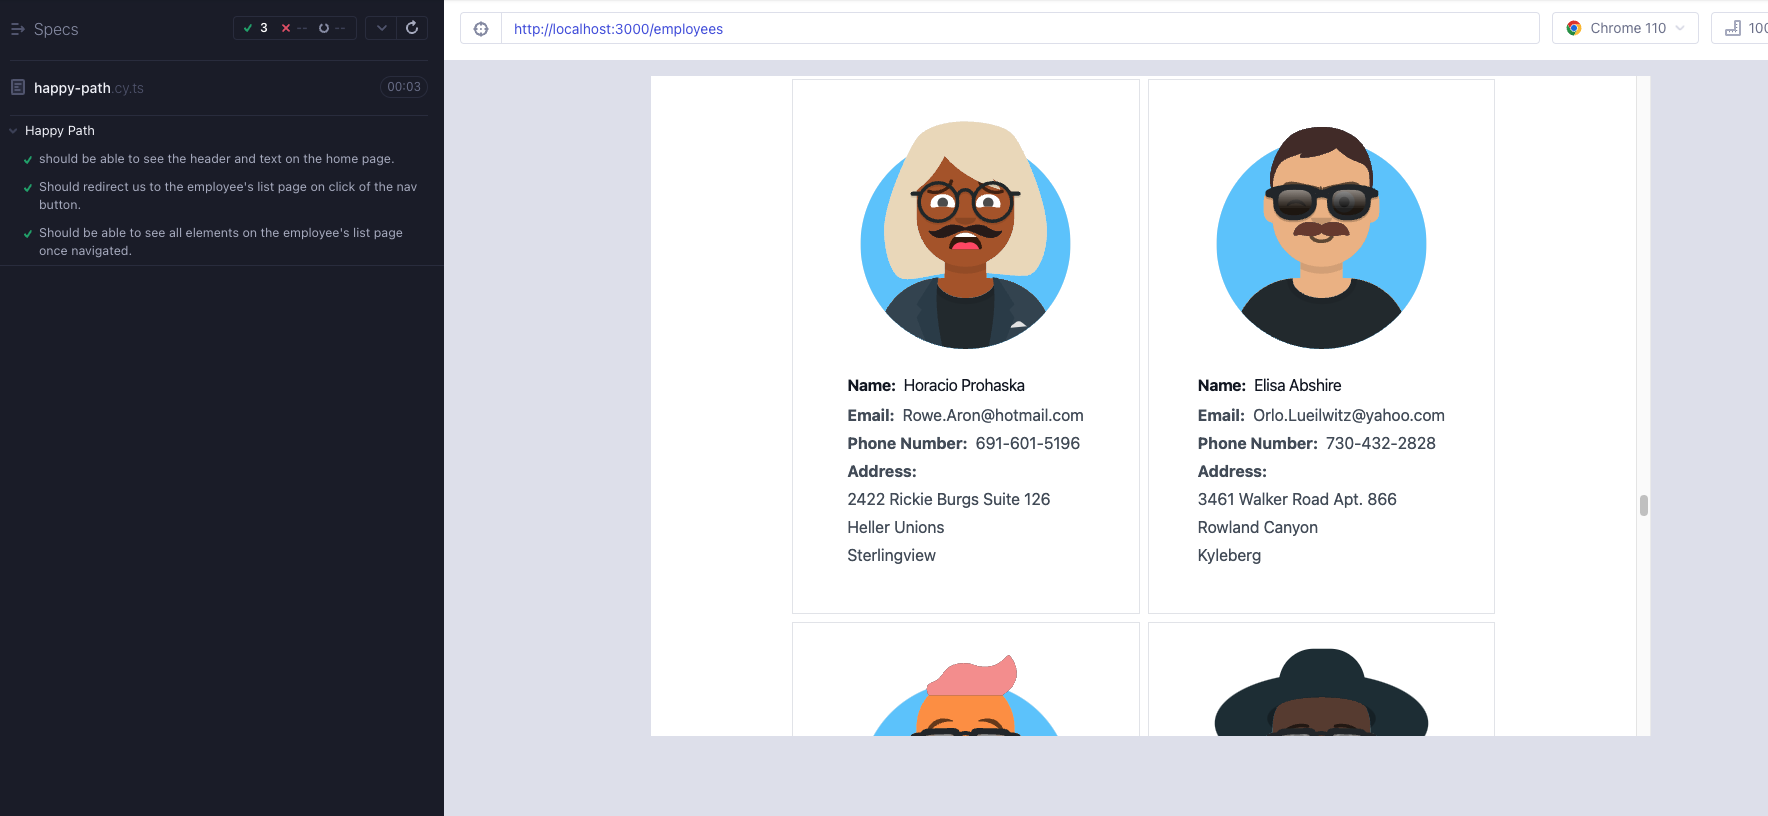 Specs
3 -- --
http://localhost:3000/employees
Chrome 110
happy-path.cy.ts
00:03
Happy Path
should be able to see the header and text on the home page.
Should redirect us to the employee's list page on click of the nav
button.
Should be able to see all elements on the employee's list page
once navigated.
Name: Horacio Prohaska
Email: Rowe.Aron@hotmail.com
Phone Number: 691-601-5196
Address:
2422 Rickie Burgs Suite 126
Heller Unions
Sterlingview
Name: Elisa Abshire
Email: Orlo.Lueilwitz@yahoo.com
Phone Number: 730-432-2828
Address:
3461 Walker Road Apt. 866
Rowland Canyon
Kyleberg